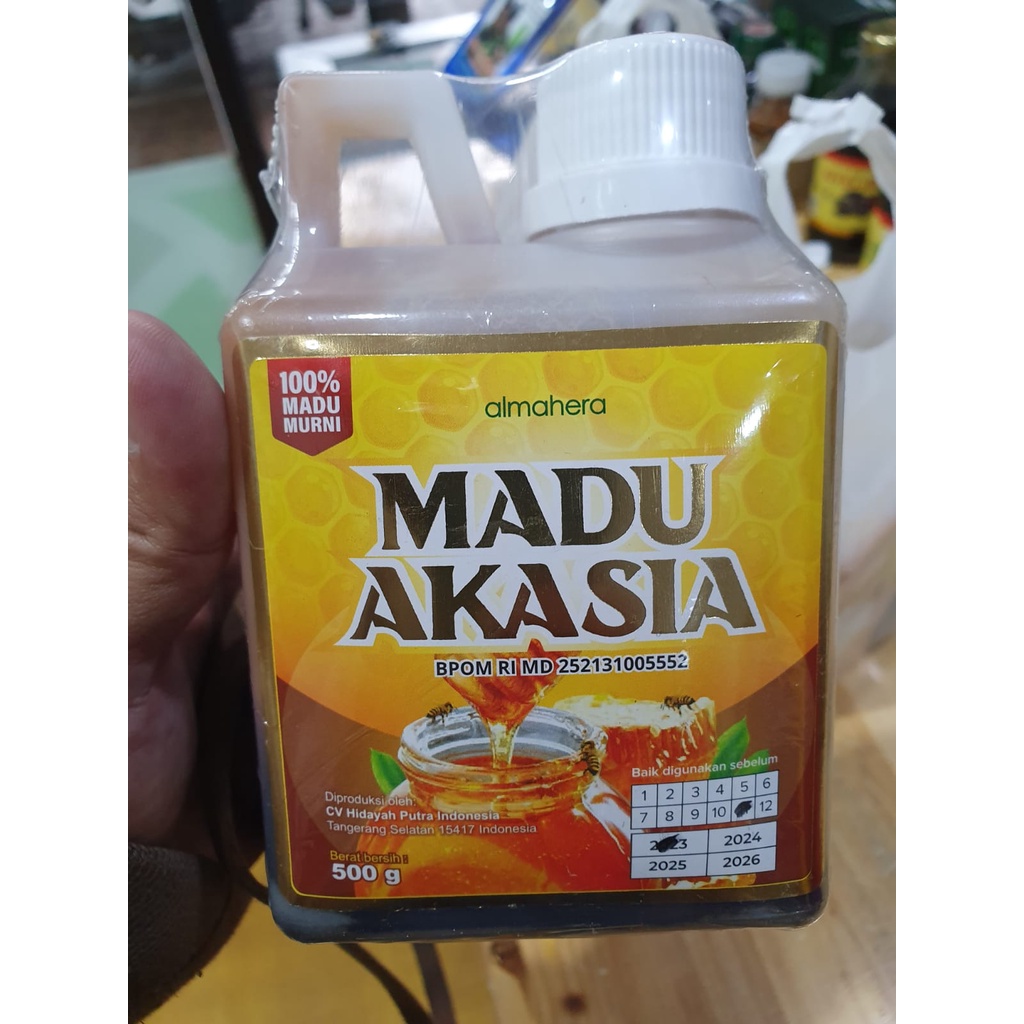 100%
MADU
MURNI
almahera
MADU
AKASIA
BPOM RI MD 252131005552
Baik digunakan sebelum
1 2 3 4 5 6
7 8 9 10 12
2024
2025 2026
Diproduksi oleh:
CV Hidayah Putra Indonesia
Tangerang Selatan 15417 Indonesia
Berat bersih :
500 g